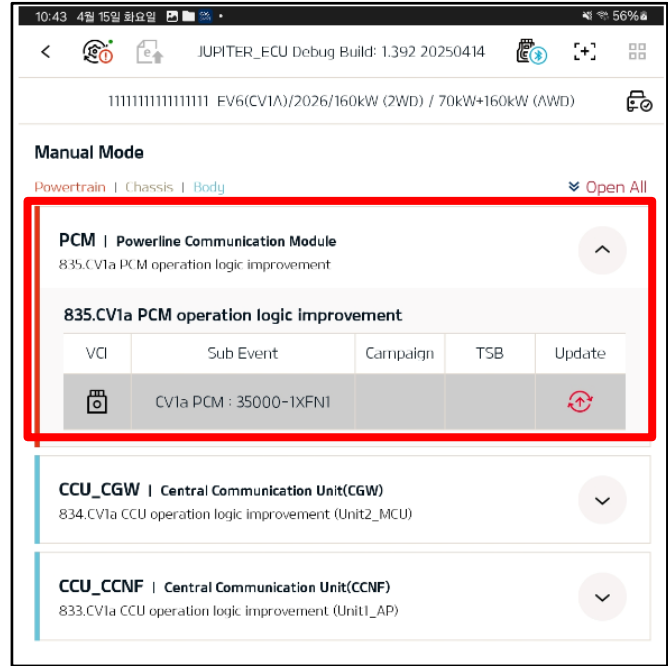 10:43 4월 15일 화요일
56%
JUPITER_ECU Debug Build: 1.392 20250414
11111111111111111 EV6(CV1A)/2026/160kW (2WD) / 70kW+160kW (AWD)
Manual Mode
Powertrain | Chassis | Body
Open All
PCM | Powerline Communication Module
835.CV1a PCM operation logic improvement
835.CV1a PCM operation logic improvement
VCI Sub Event Campaign TSB Update
CV1a PCM : 35000-1XFN1
CCU_CGW | Central Communication Unit(CGW)
834.CV1a CCU operation logic improvement (Unit2_MCU)
CCU_CCNF | Central Communication Unit(CCNF)
833.CV1a CCU operation logic improvement (Unit1_AP)